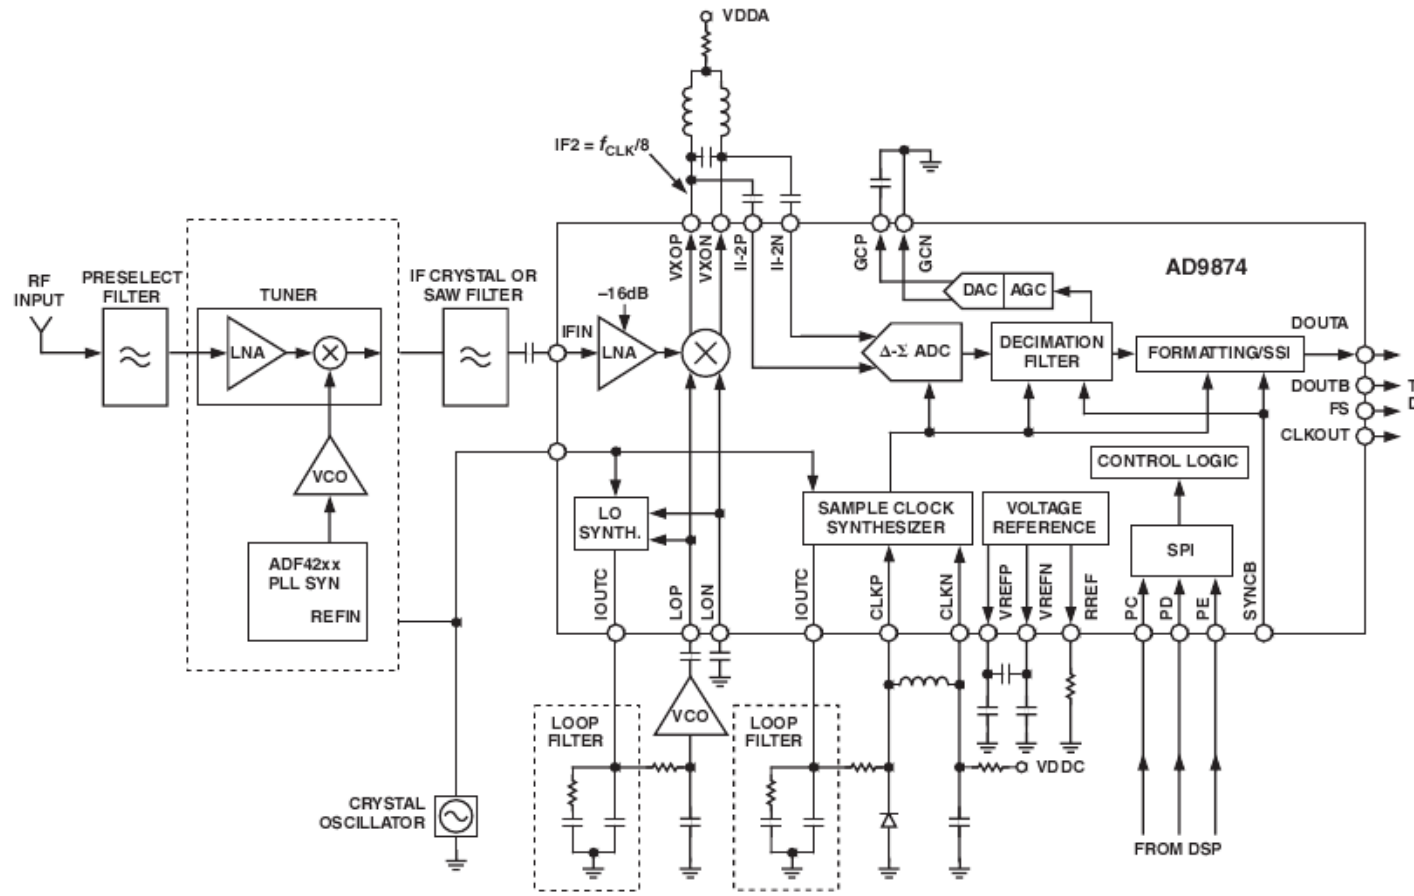 VDDA
IF2 = fCLK/8
RF
INPUT
PRESELECT
FILTER
TUNER
LNA
VCO
ADF42xx
PLL SYN
REFIN
IF CRYSTAL OR
SAW FILTER
IFIN
–16dB
LNA
VXOP
VXON
II-2P
II-2N
GCP
GCN
AD9874
DAC
AGC
Δ-Σ ADC
DECIMATION
FILTER
FORMATTING/SSI
DOUTA
DOUTB
FS
CLKOUT
T
D
CONTROL LOGIC
LO
SYNTH.
SAMPLE CLOCK
SYNTHESIZER
VOLTAGE
REFERENCE
SPI
IOUTC
LOP
LON
IOUTC
CLKP
CLKN
VREFP
VREFN
RREF
PC
PD
PE
SYNCB
LOOP
FILTER
VCO
LOOP
FILTER
VDDC
CRYSTAL
OSCILLATOR
FROM DSP